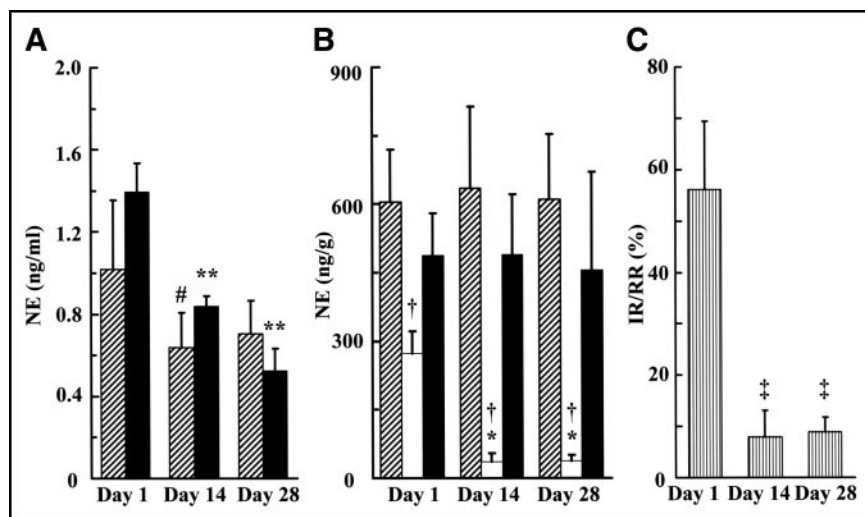 A
NE (ng/ml)
2.0
1.6
1.2
0.8
0.4
0
#
**
**
Day 1 Day 14 Day 28
B
NE (ng/g)
900
600
300
0
†
†
*
†
*
Day 1 Day 14 Day 28
C
IR/RR (%)
80
60
40
20
0
‡
‡
Day 1 Day 14 Day 28